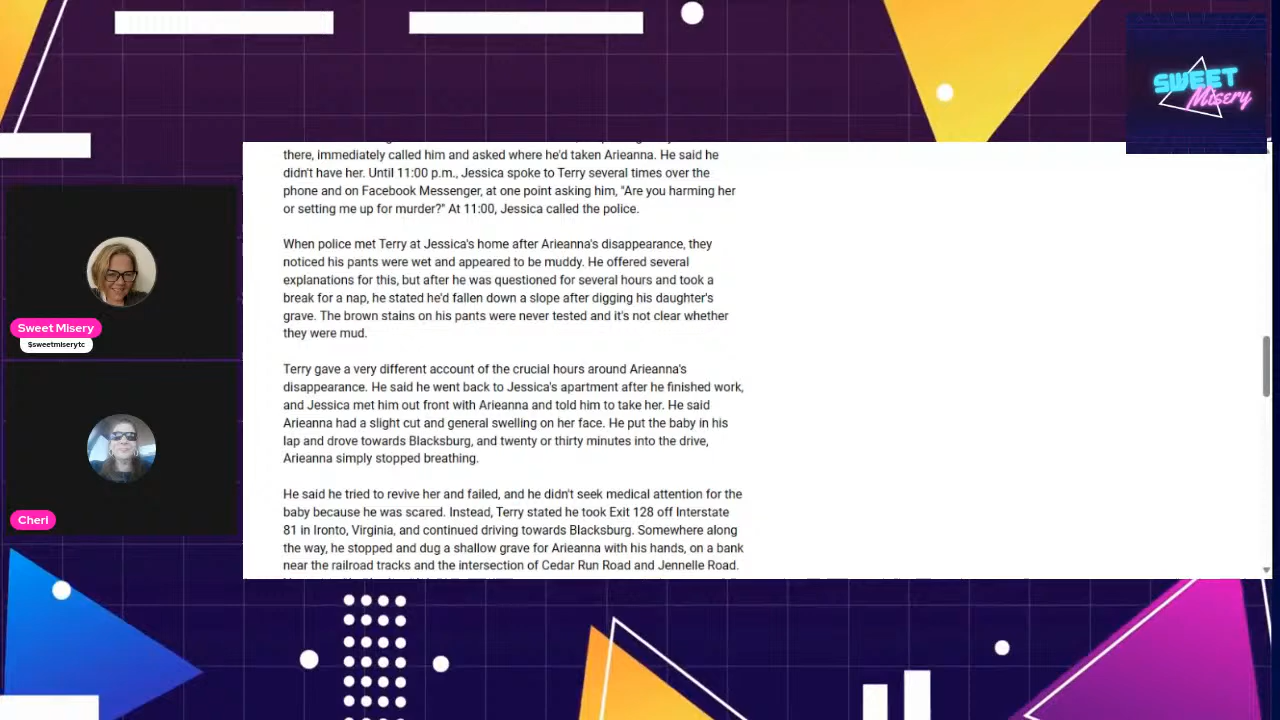 SWEET
Misery
there, immediately called him and asked where he'd taken Arieanna. He said he
didn't have her. Until 11:00 p.m., Jessica spoke to Terry several times over the
phone and on Facebook Messenger, at one point asking him, "Are you harming her
or setting me up for murder?" At 11:00, Jessica called the police.
When police met Terry at Jessica's home after Arieanna's disappearance, they
noticed his pants were wet and appeared to be muddy. He offered several
explanations for this, but after he was questioned for several hours and took a
break for a nap, he stated he'd fallen down a slope after digging his daughter's
grave. The brown stains on his pants were never tested and it's not clear whether
they were mud.
Terry gave a very different account of the crucial hours around Arieanna's
disappearance. He said he went back to Jessica's apartment after he finished work,
and Jessica met him out front with Arieanna and told him to take her. He said
Arieanna had a slight cut and general swelling on her face. He put the baby in his
lap and drove towards Blacksburg, and twenty or thirty minutes into the drive,
Arieanna simply stopped breathing.
He said he tried to revive her and failed, and he didn't seek medical attention for the
baby because he was scared. Instead, Terry stated he took Exit 128 off Interstate
81 in Ironto, Virginia, and continued driving towards Blacksburg. Somewhere along
the way, he stopped and dug a shallow grave for Arieanna with his hands, on a bank
near the railroad tracks and the intersection of Cedar Run Road and Jennelle Road.
Sweet Misery
$sweetmiserytc
Cherl